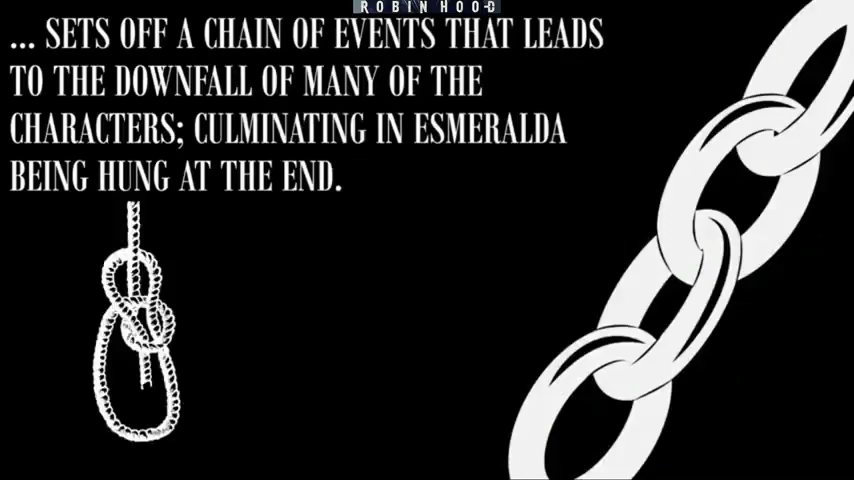 ROBIN HOOD
... SETS OFF A CHAIN OF EVENTS THAT LEADS
TO THE DOWNFALL OF MANY OF THE
CHARACTERS; CULMINATING IN ESMERALDA
BEING HUNG AT THE END.